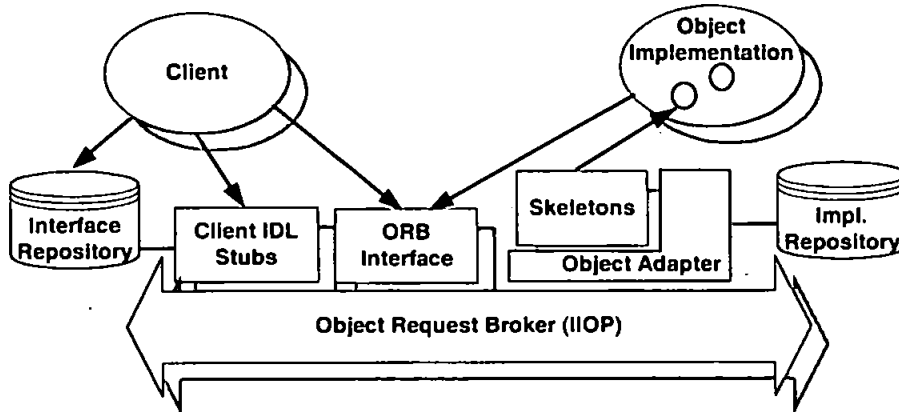 Client
Object
Implementation
Interface
Repository
Client IDL
Stubs
ORB
Interface
Skeletons
Object Adapter
Impl.
Repository
Object Request Broker (IIOP)